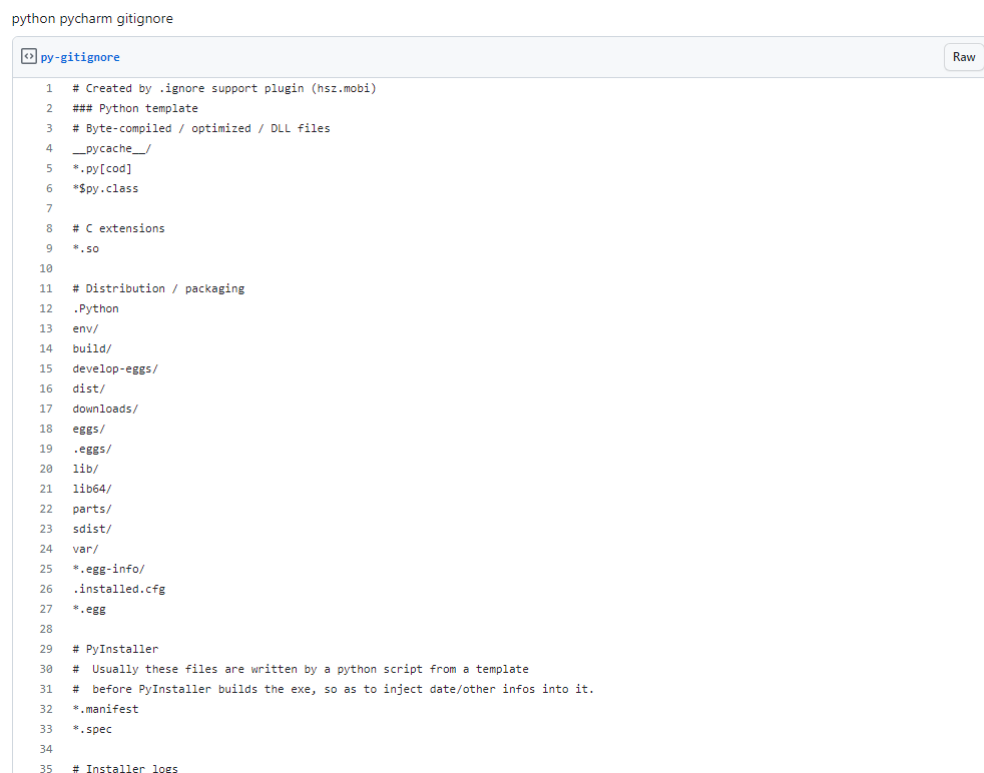 python pycharm gitignore
py-gitignore
Raw
1 # Created by .ignore support plugin (hsz.mobi)
2 ### Python template
3 # Byte-compiled / optimized / DLL files
4 __pycache__/
5 *.py[cod]
6 *$py.class
7
8 # C extensions
9 *.so
10
11 # Distribution / packaging
12 .Python
13 env/
14 build/
15 develop-eggs/
16 dist/
17 downloads/
18 eggs/
19 .eggs/
20 lib/
21 lib64/
22 parts/
23 sdist/
24 var/
25 *.egg-info/
26 .installed.cfg
27 *.egg
28
29 # PyInstaller
30 #  Usually these files are written by a python script from a template
31 #  before PyInstaller builds the exe, so as to inject date/other infos into it.
32 *.manifest
33 *.spec
34
35 # Installer logs